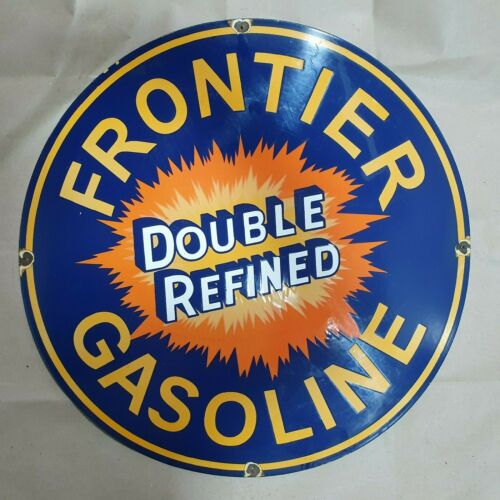 FRONTIER
DOUBLE
REFINED
GASOLINE